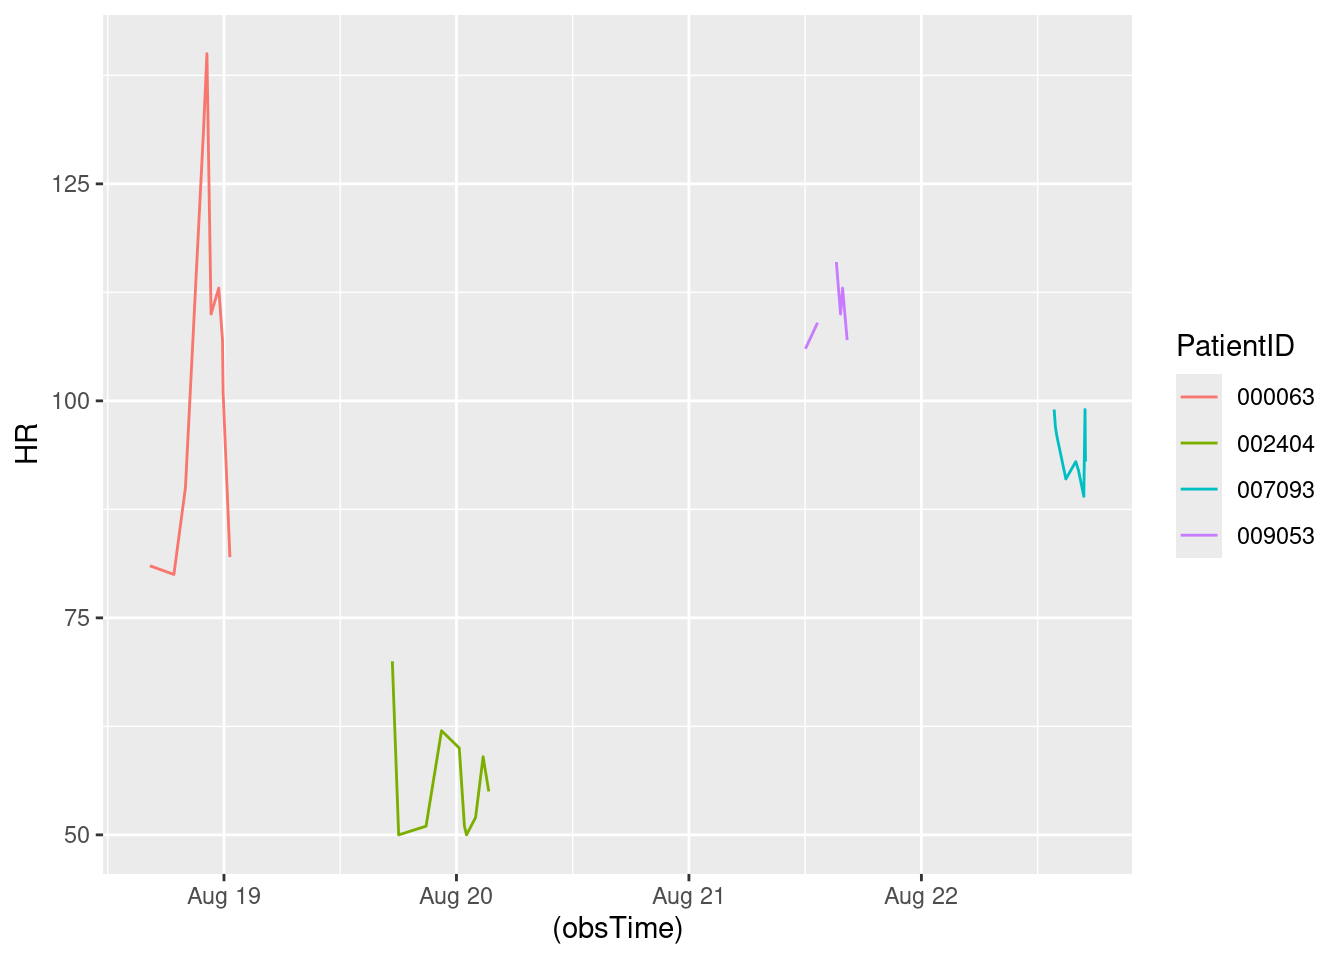 125
100
75
50
HR
Aug 19
Aug 20
Aug 21
Aug 22
(obsTime)
PatientID
000063
002404
007093
009053